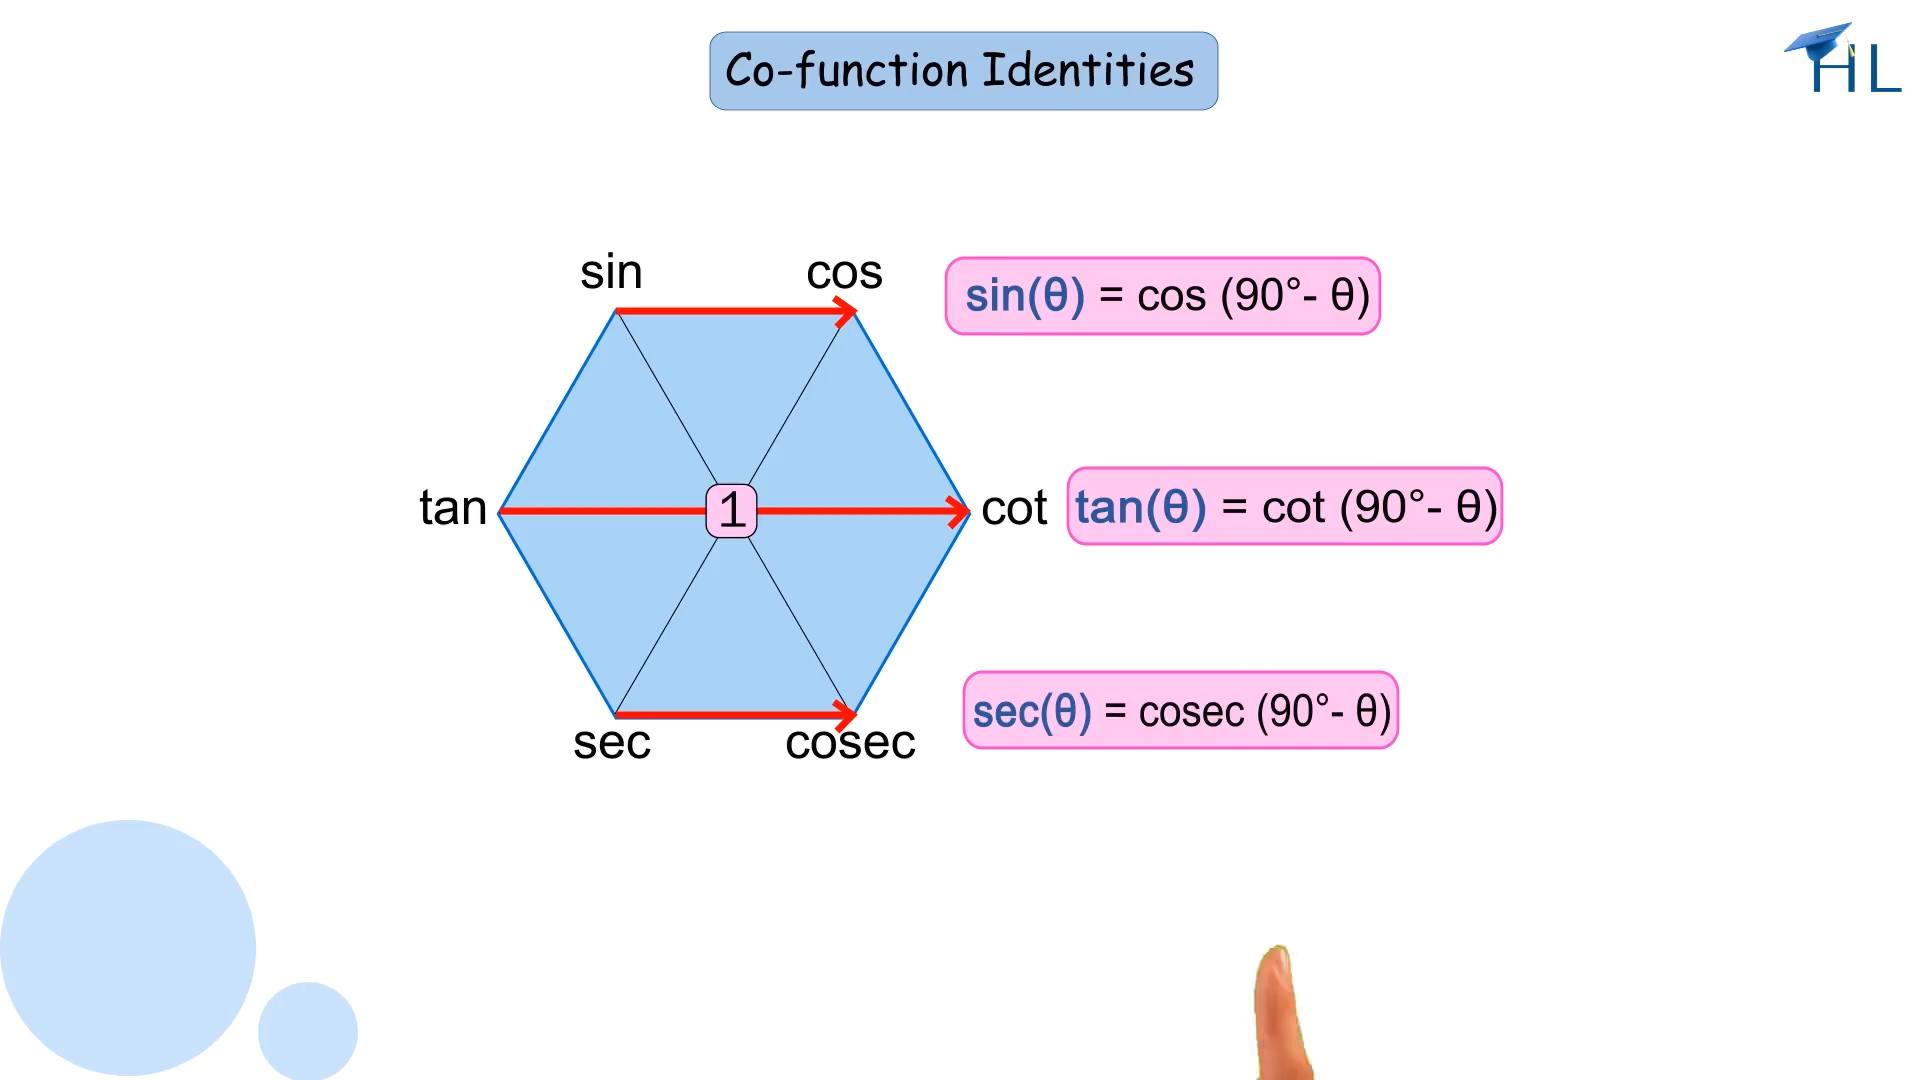 Co-function Identities
HL
sin
cos
sin(θ) = cos (90°- θ)
tan
1
cot
tan(θ) = cot (90°- θ)
sec
cosec
sec(θ) = cosec (90°- θ)